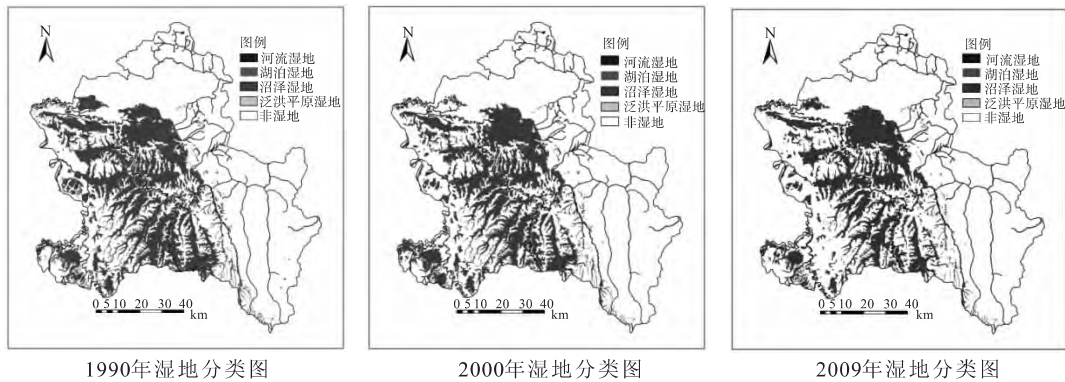 N
图例
河流湿地
湖泊湿地
沼泽湿地
泛洪平原湿地
非湿地
0 5 10 20 30 40
km
1990年湿地分类图
N
图例
河流湿地
湖泊湿地
沼泽湿地
泛洪平原湿地
非湿地
0 5 10 20 30 40
km
2000年湿地分类图
N
图例
河流湿地
湖泊湿地
沼泽湿地
泛洪平原湿地
非湿地
0 5 10 20 30 40
km
2009年湿地分类图